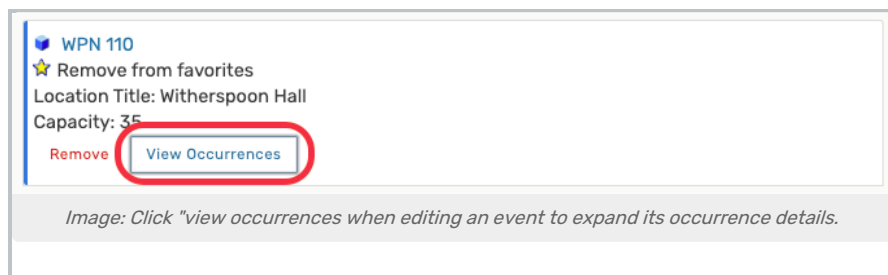 WPN 110
Remove from favorites
Location Title: Witherspoon Hall
Capacity: 35
Remove View Occurrences
Image: Click "view occurrences when editing an event to expand its occurrence details.